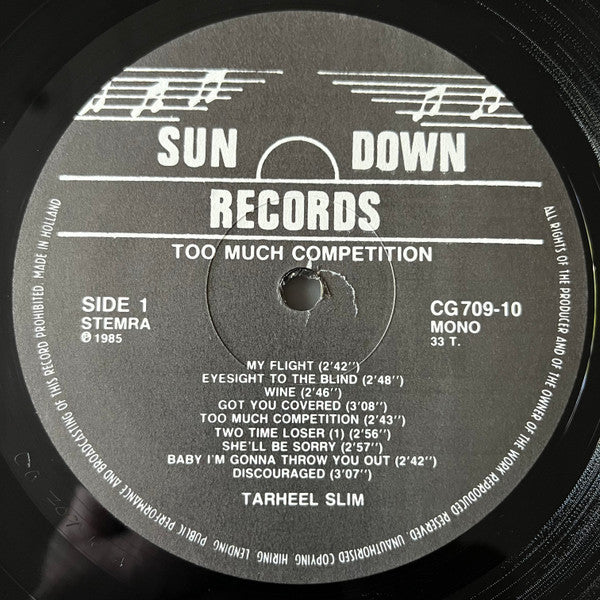 SUN DOWN
RECORDS
TOO MUCH COMPETITION
SIDE 1
STEMRA
℗ 1985
CG 709-10
MONO
33 T.
MY FLIGHT (2'42'')
EYESIGHT TO THE BLIND (2'48'')
WINE (2'46'')
GOT YOU COVERED (3'08'')
TOO MUCH COMPETITION (2'43'')
TWO TIME LOSER (1) (2'56'')
SHE'LL BE SORRY (2'57'')
BABY I'M GONNA THROW YOU OUT (2'42'')
DISCOURAGED (3'07'')
TARHEEL SLIM
ALL RIGHTS OF THE PRODUCER AND OF THE OWNER OF THE WORK REPRODUCED RESERVED. UNAUTHORISED COPYING, HIRING, LENDING, PUBLIC PERFORMANCE AND BROADCASTING OF THIS RECORD PROHIBITED. MADE IN HOLLAND